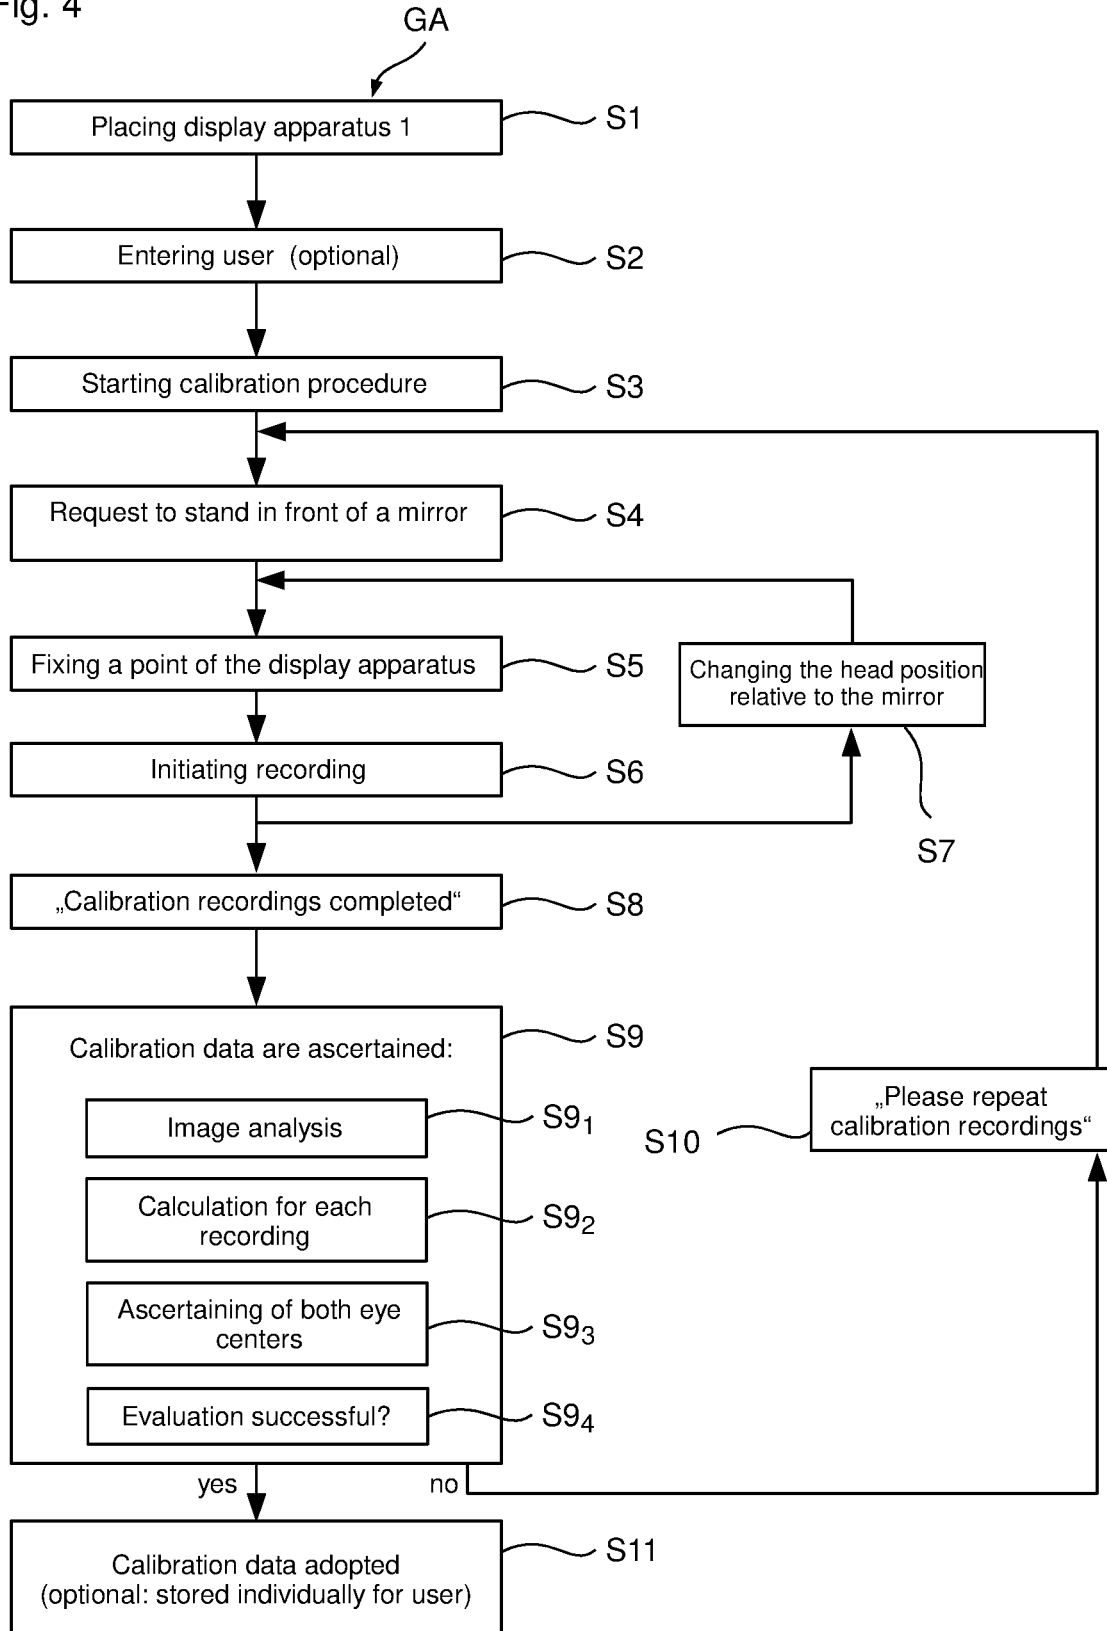 Fig. 4
GA
Placing display apparatus 1
S1
Entering user (optional)
S2
Starting calibration procedure
S3
Request to stand in front of a mirror
S4
Fixing a point of the display apparatus
S5
Changing the head position
relative to the mirror
Initiating recording
S6
S7
„Calibration recordings completed“
S8
Calibration data are ascertained:
S9
Image analysis
S9₁
„Please repeat
calibration recordings“
S10
Calculation for each
recording
S9₂
Ascertaining of both eye
centers
S9₃
Evaluation successful?
S9₄
yes
no
Calibration data adopted
(optional: stored individually for user)
S11